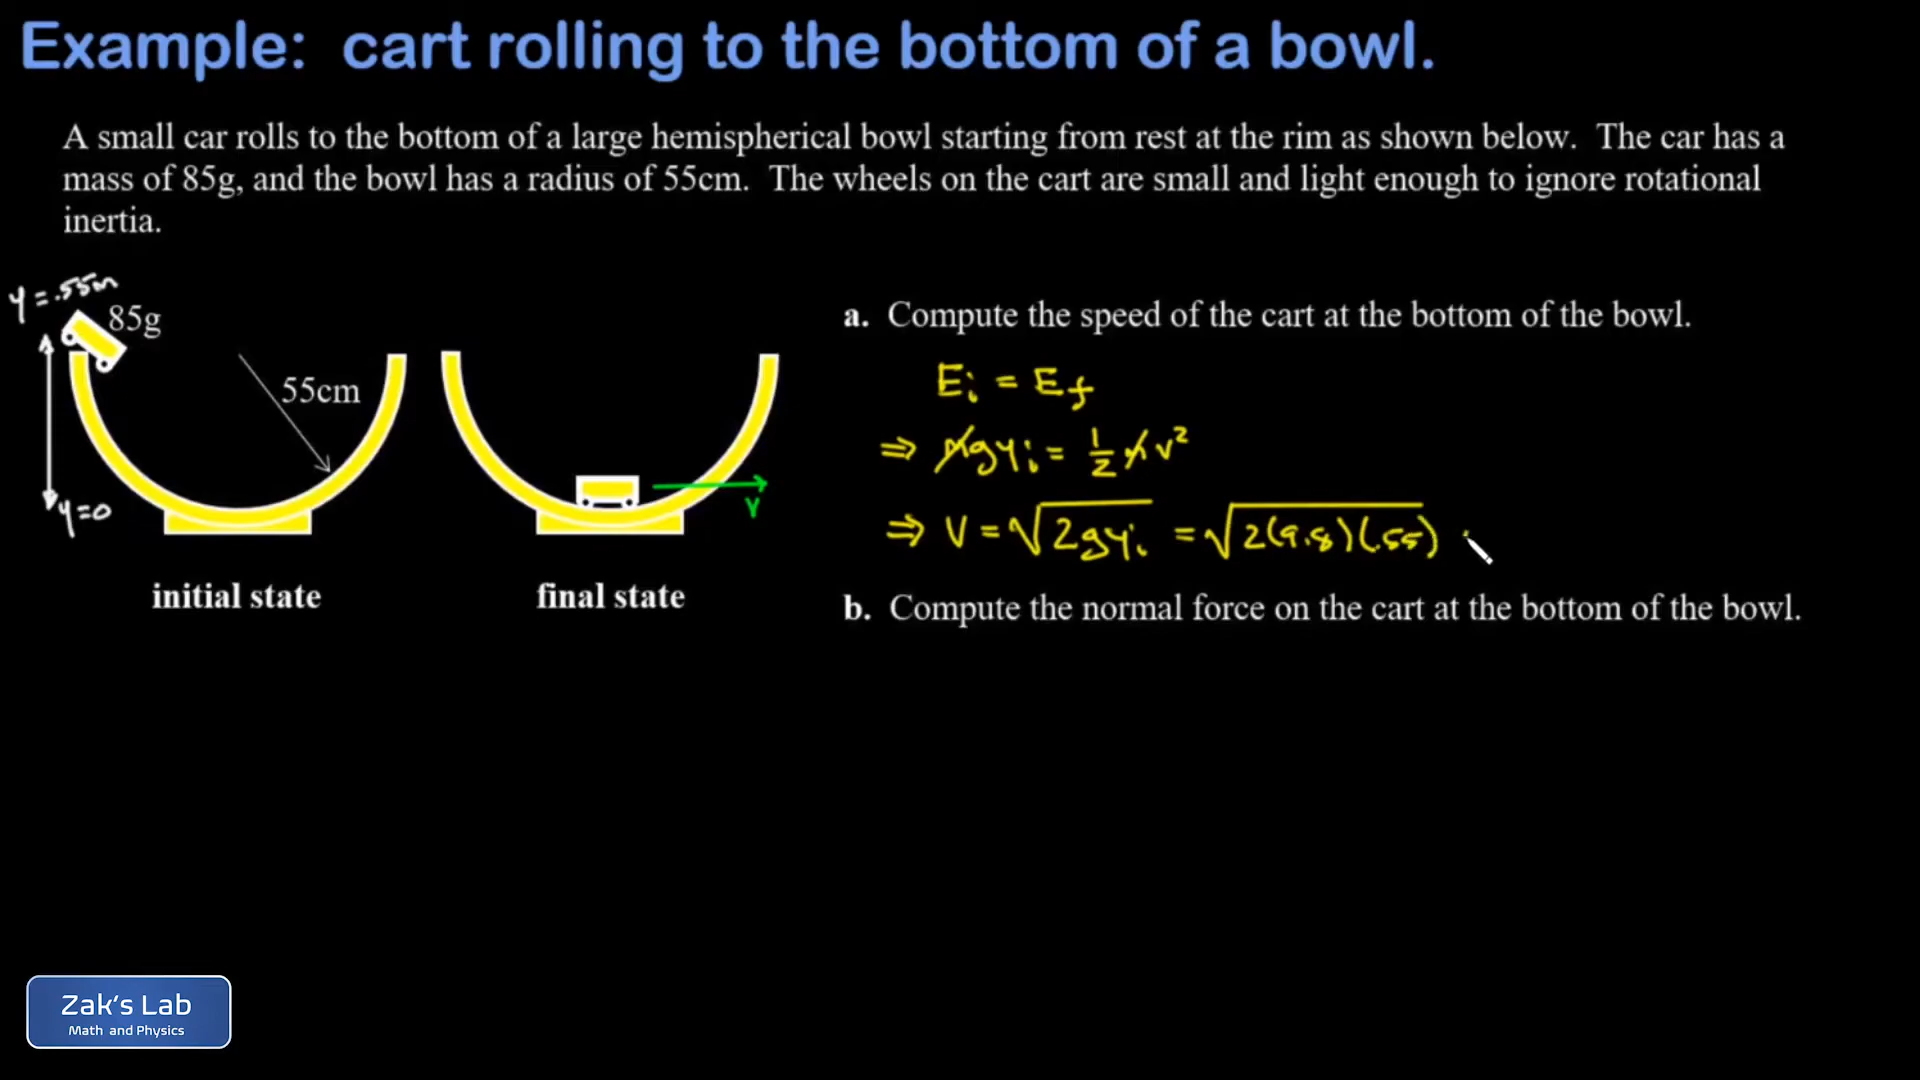 Example: cart rolling to the bottom of a bowl.
A small car rolls to the bottom of a large hemispherical bowl starting from rest at the rim as shown below. The car has a
mass of 85g, and the bowl has a radius of 55cm. The wheels on the cart are small and light enough to ignore rotational
inertia.
y = .55m
85g
55cm
y=0
initial state
v
final state
a. Compute the speed of the cart at the bottom of the bowl.
Ei = Ef
⇒ mgyi = 1/2 mv²
⇒ v = √2gyi = √2(9.8)(.55)
b. Compute the normal force on the cart at the bottom of the bowl.
Zak's Lab
Math and Physics